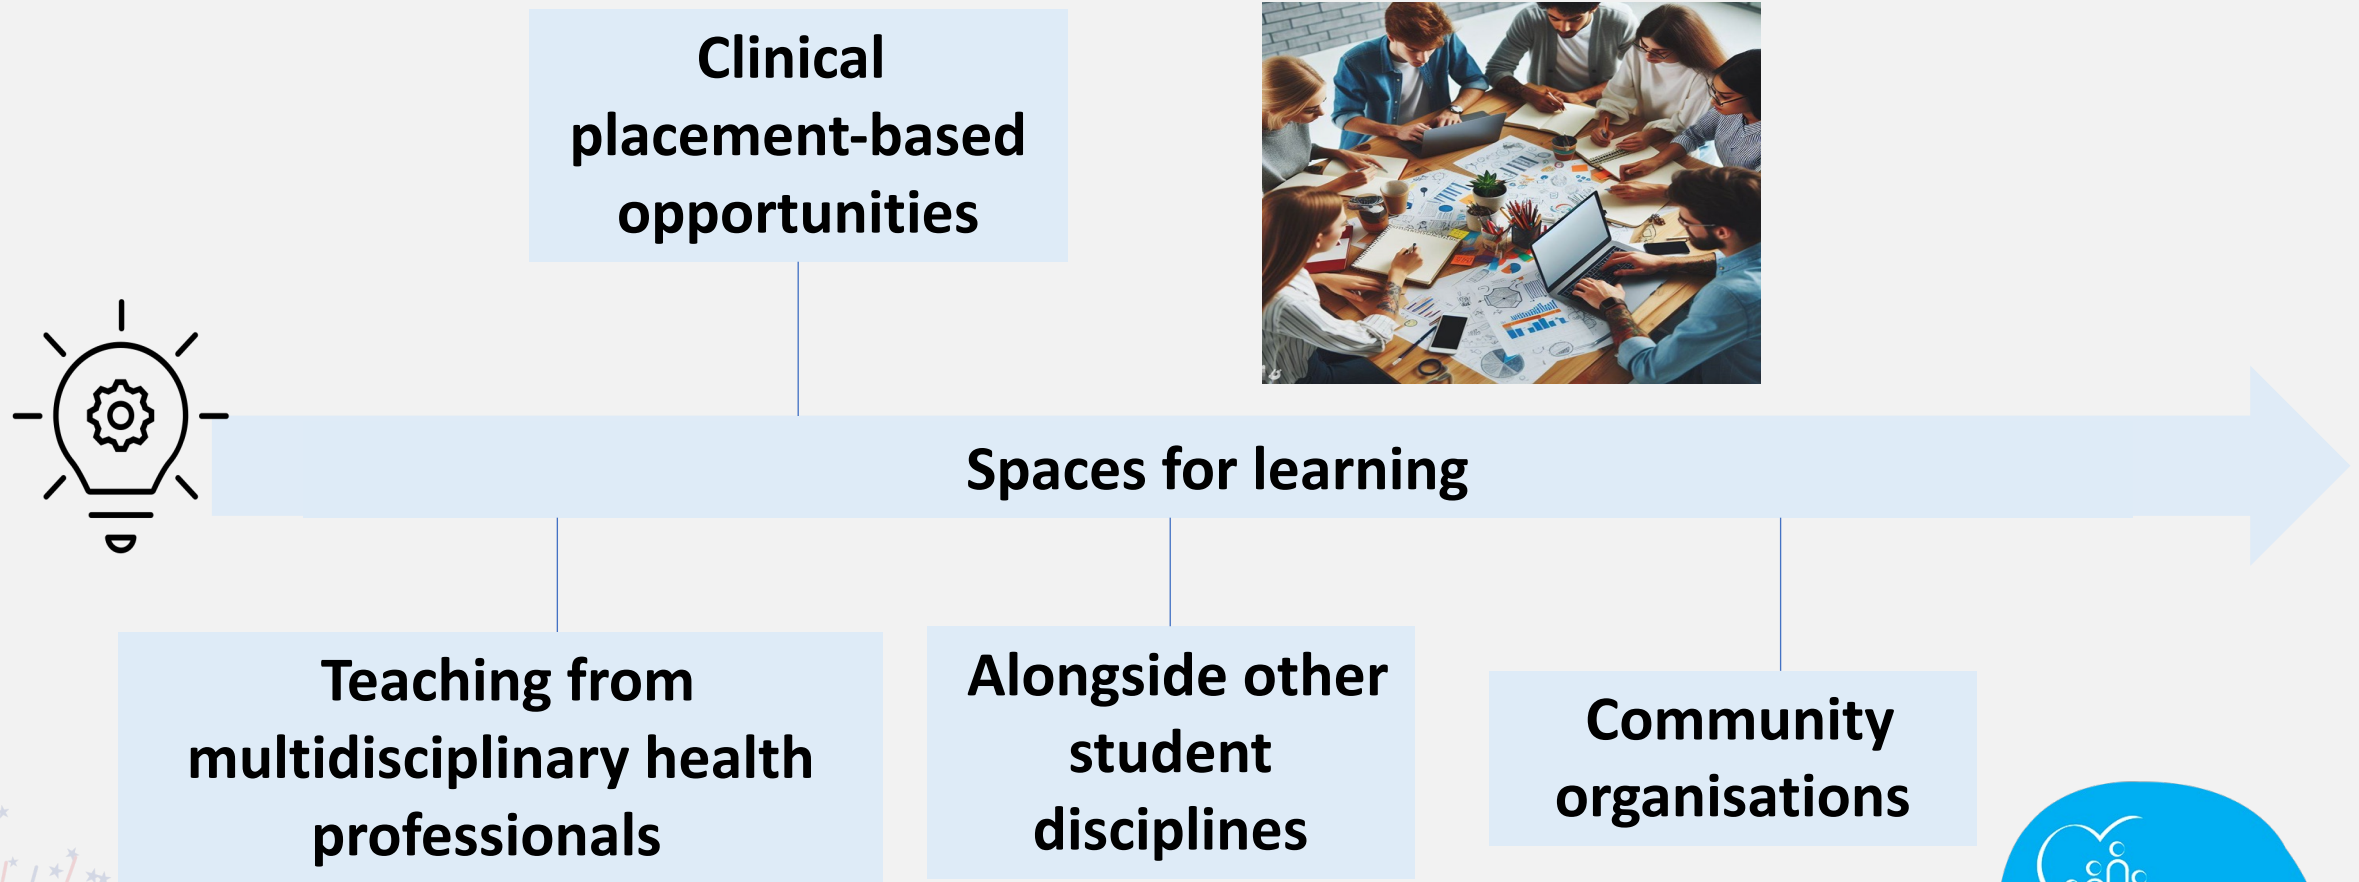 Clinical
placement-based
opportunities
Spaces for learning
Teaching from
multidisciplinary health
professionals
Alongside other
student
disciplines
Community
organisations